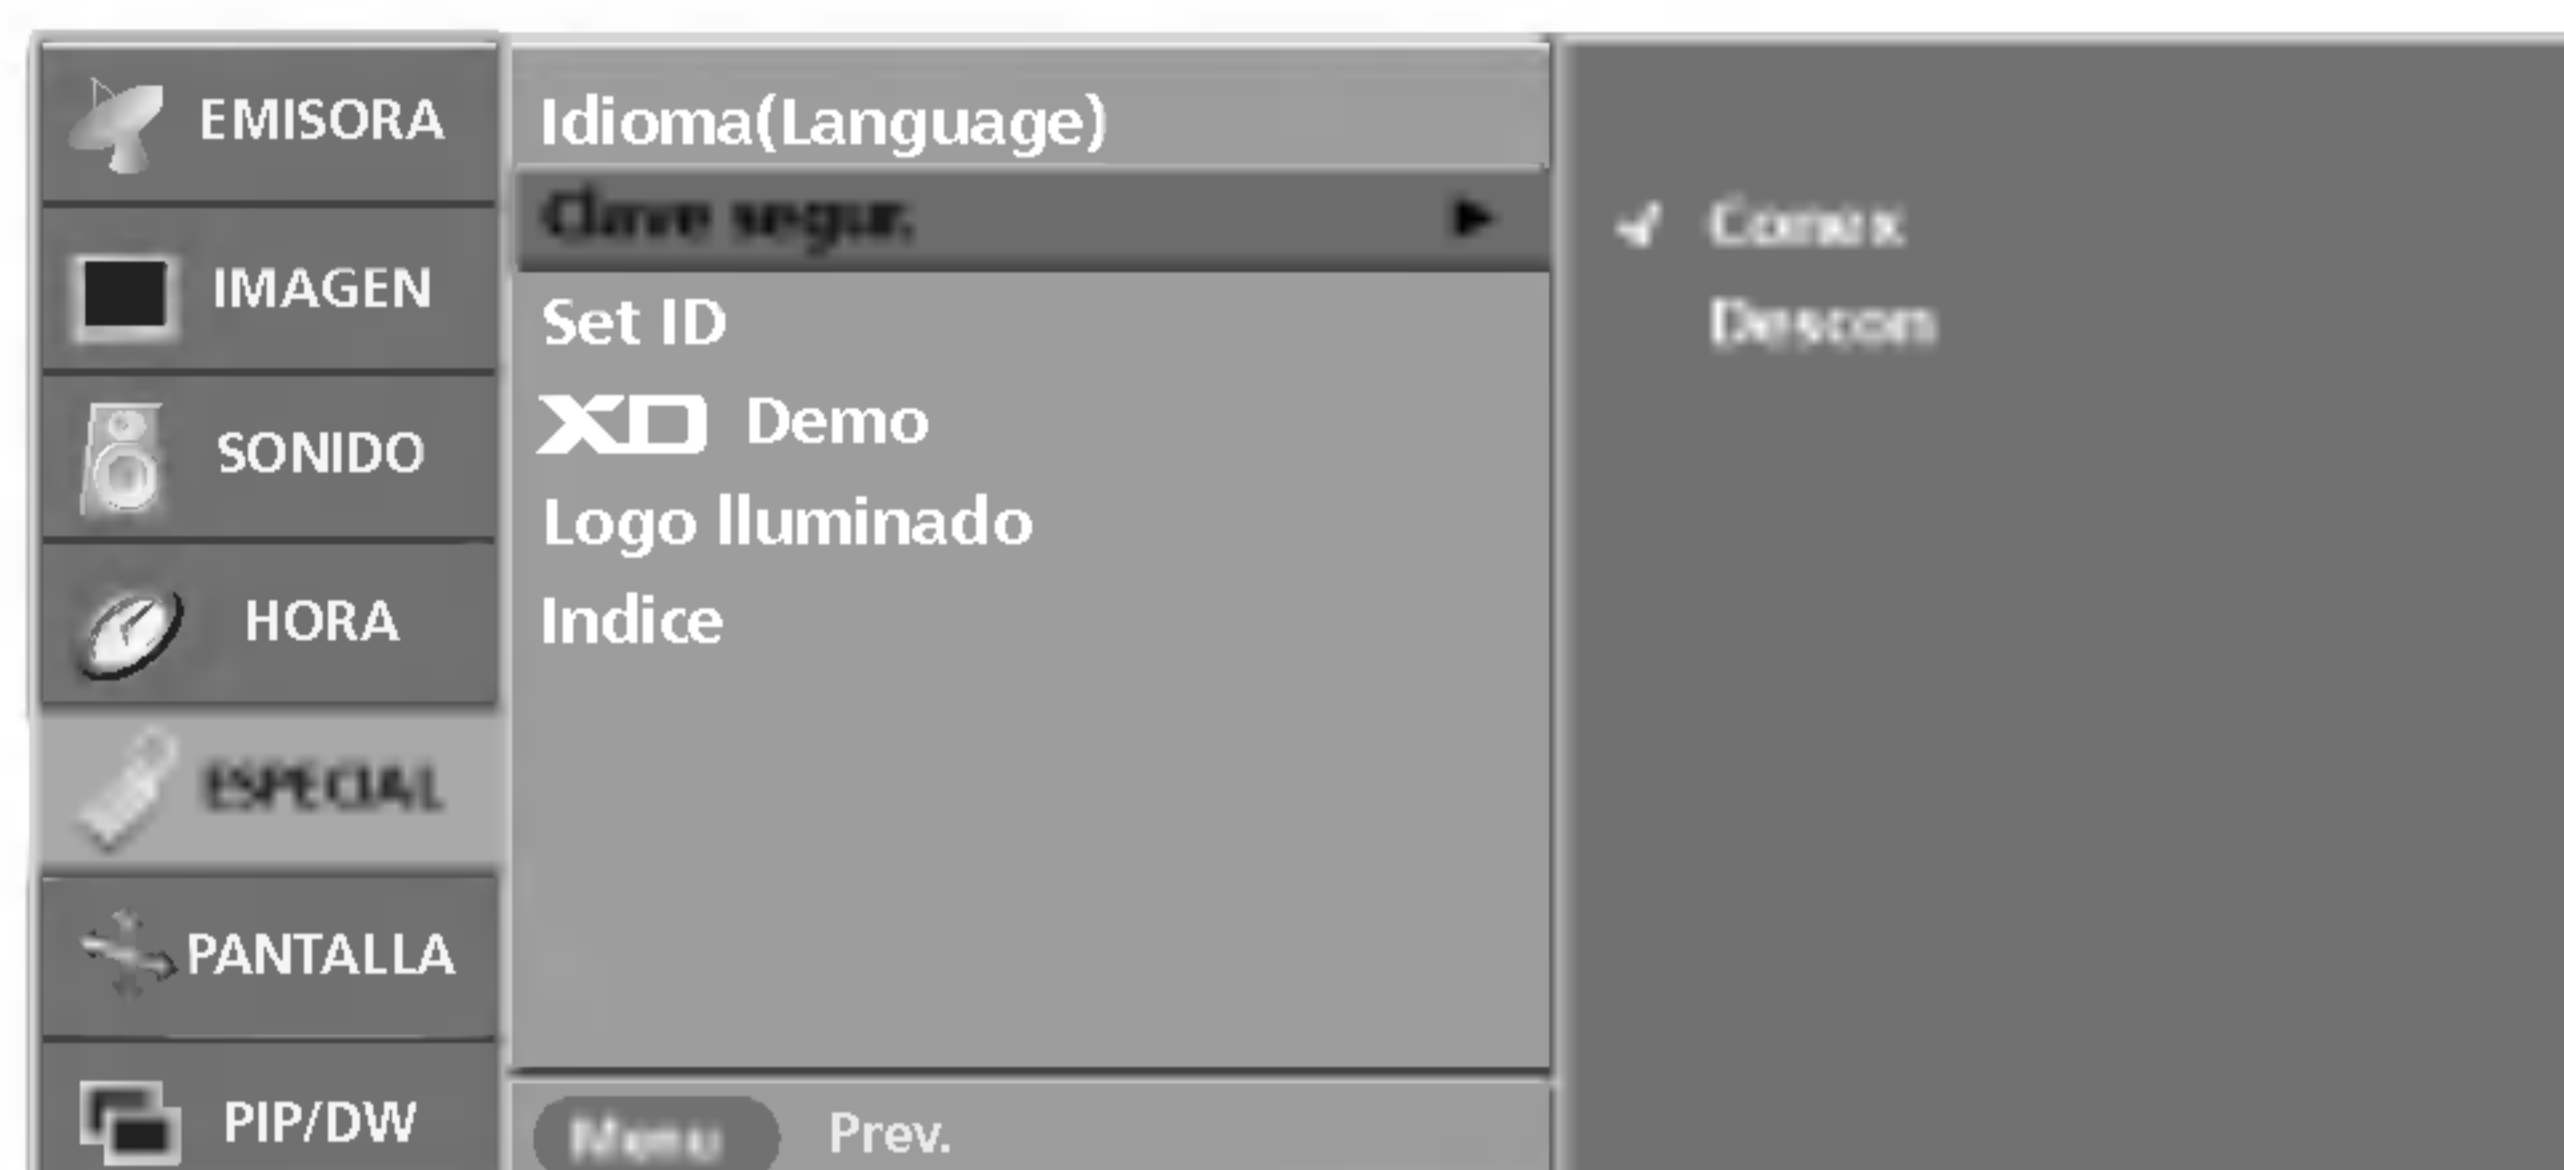 EMISORA
IMAGEN
SONIDO
HORA
ESPECIAL
PANTALLA
PIP/DW
Idioma(Language)
Clave segur.
Set ID
XD Demo
Logo lluminado
Indice
Menu Prev.
Conex
Descon